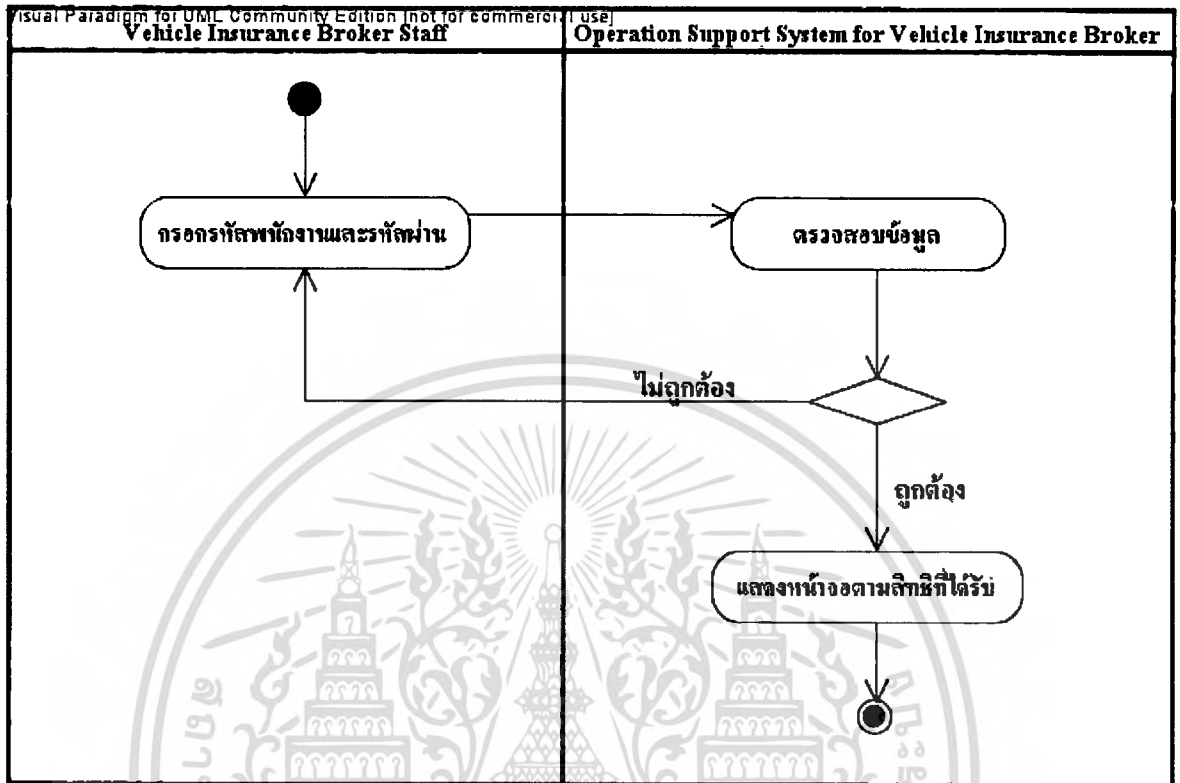 Visual Paradigm for UML Community Edition [not for commercial use]
Vehicle Insurance Broker Staff
Operation Support System for Vehicle Insurance Broker
กรอกรหัสพนักงานและรหัสผ่าน
ตรวจสอบข้อมูล
ไม่ถูกต้อง
ถูกต้อง
แสดงหน้าจอตามสิทธิที่ได้รับ